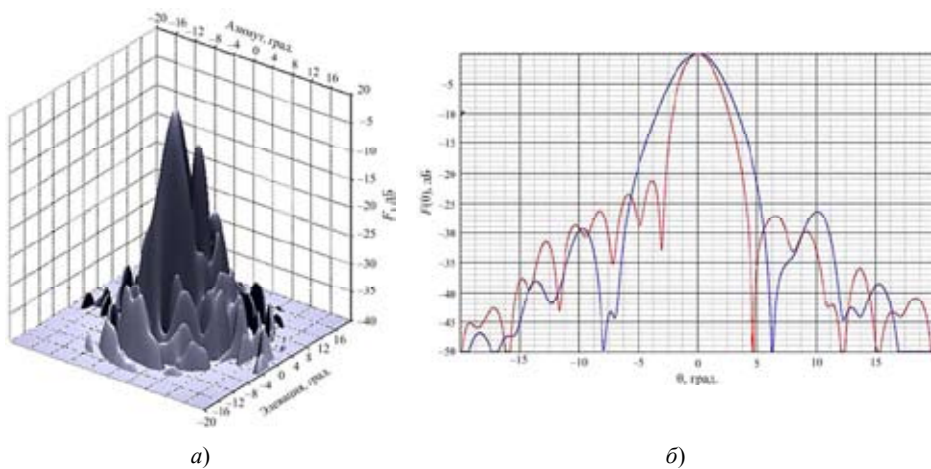 Азимут, град.
–20 –16 –12 –8 –4 0 4 8 12 16
20
–5
–10
–15
–20
–25
–30
–35
–40
F, дБ
Элевация, град.
–20 –16 –12 –8 –4 0 4 8 12 16
а)
–5
–10
–15
–20
–25
–30
–35
–40
–45
–50
F(θ), дБ
–15 –10 –5 0 5 10 15
θ, град.
б)